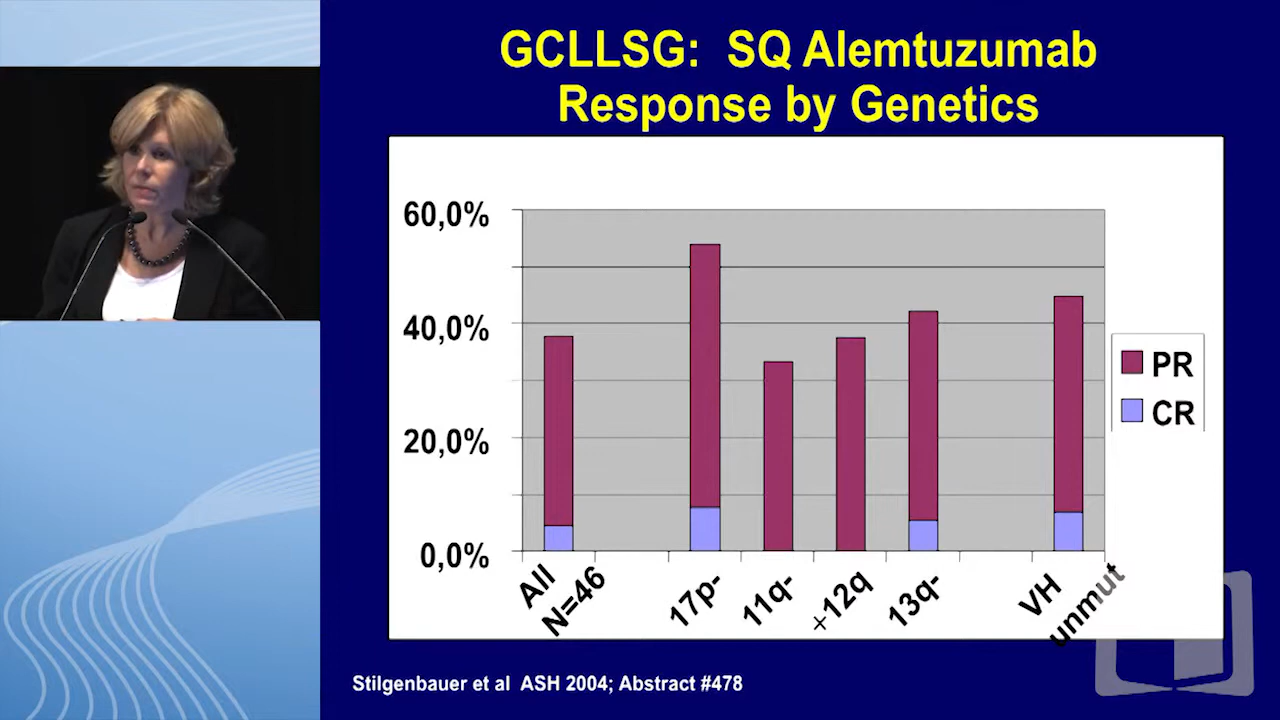 GCLLSG: SQ Alemtuzumab
Response by Genetics
60,0%
40,0%
20,0%
0,0%
All
N=46
17p-
11q-
+12q
13q-
VH
unmut
PR
CR
Stilgenbauer et al ASH 2004; Abstract #478